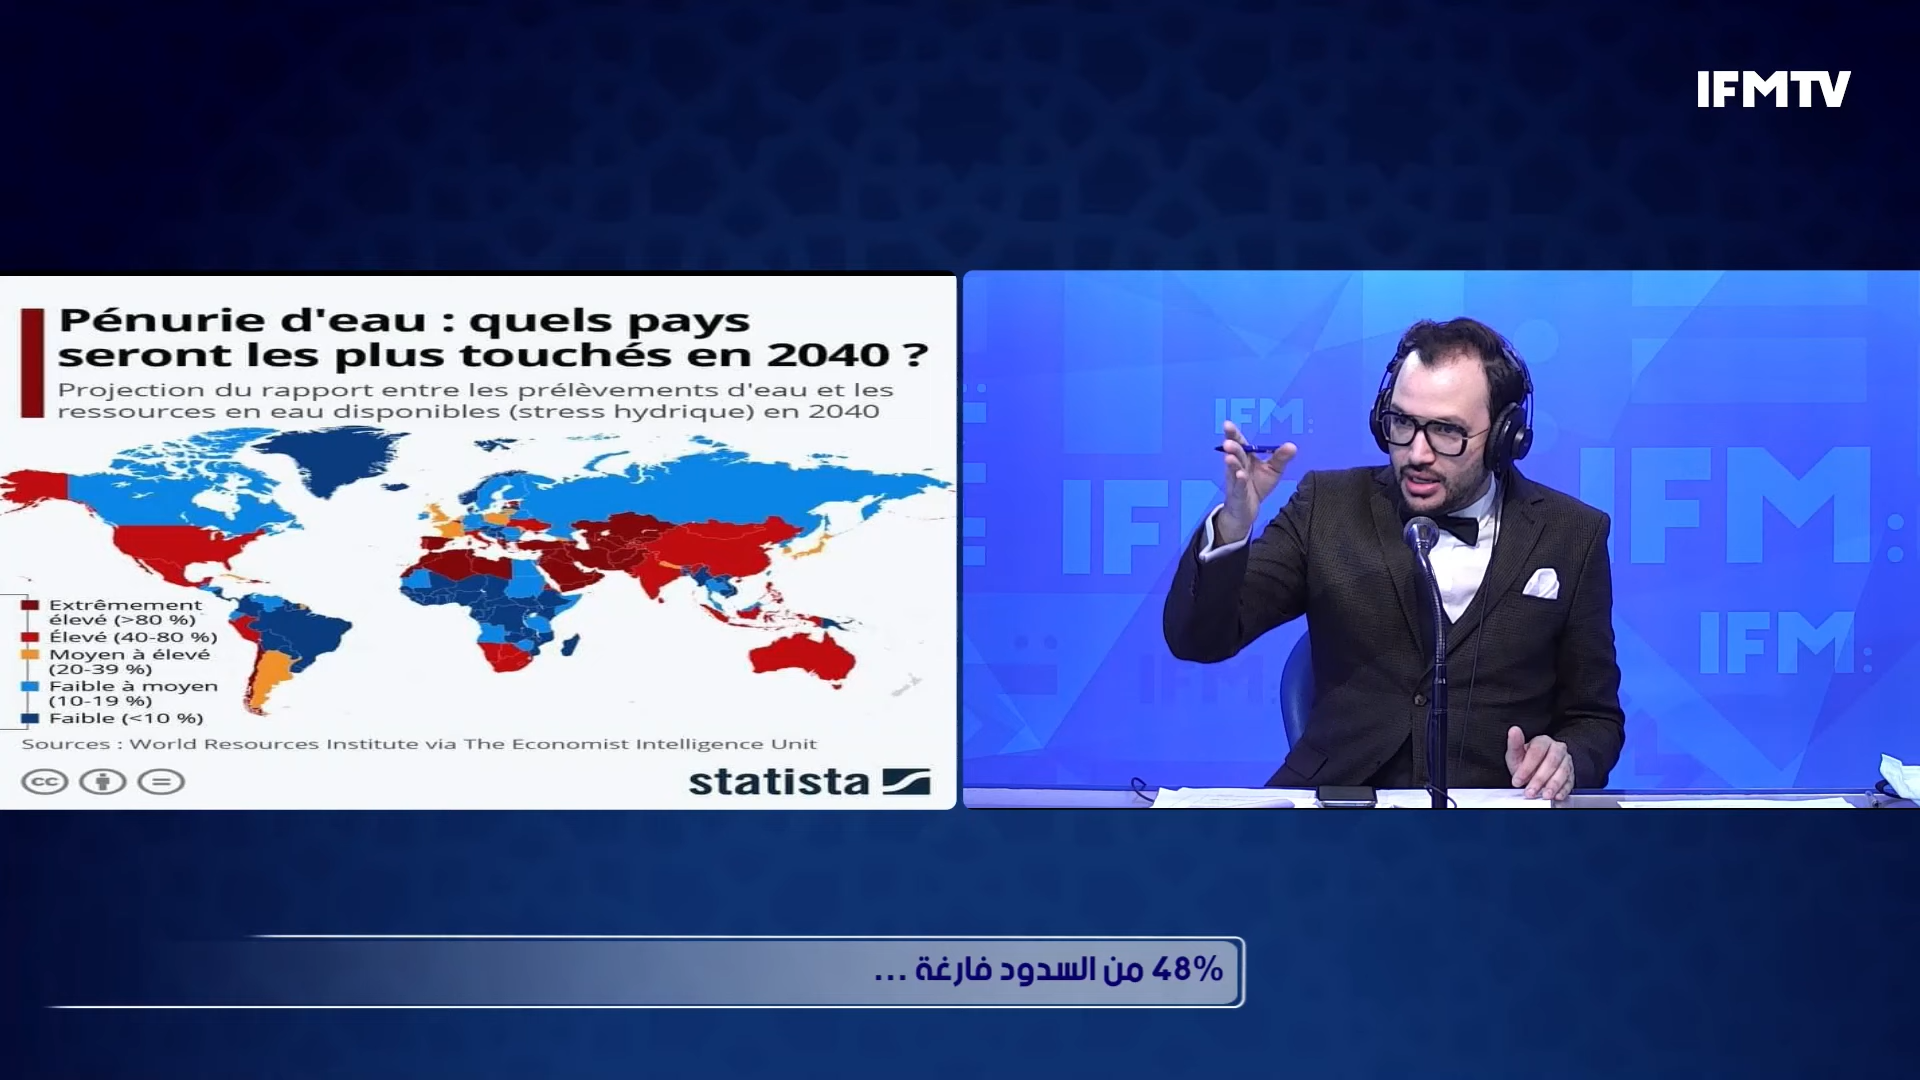 IFMTV
Pénurie d'eau : quels pays
seront les plus touchés en 2040 ?
Projection du rapport entre les prélèvements d'eau et les
ressources en eau disponibles (stress hydrique) en 2040
Extrêmement
élevé (>80 %)
Élevé (40-80 %)
Moyen à élevé
(20-39 %)
Faible à moyen
(10-19 %)
Faible (<10 %)
Sources : World Resources Institute via The Economist Intelligence Unit
cc
=
statista
IFM:
IFM
IFM:
IFM:
IFM:
48% من السدود فارغة ...